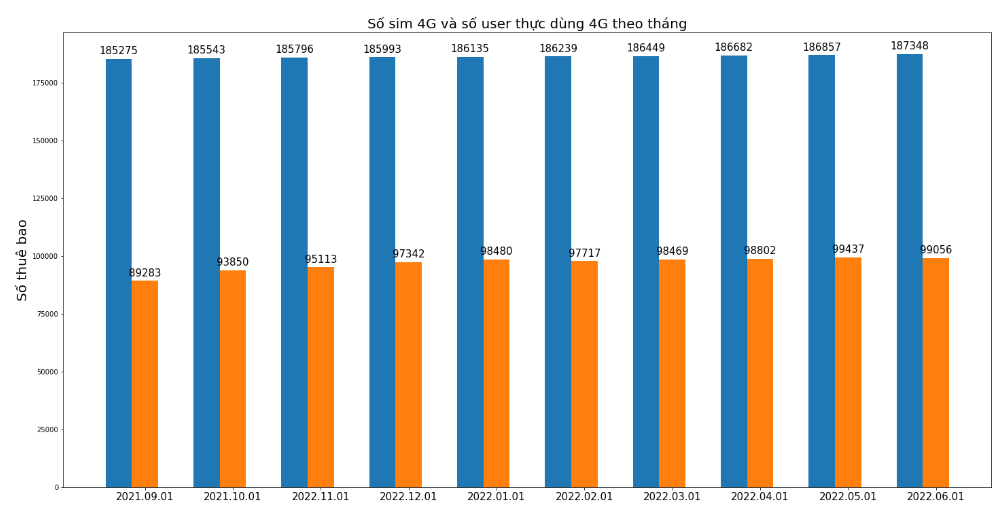 Số sim 4G và số user thực dùng 4G theo tháng
185275 185543 185796 185993 186135 186239 186449 186682 186857 187348
89283 93850 95113 97342 98480 97717 98469 98802 99437 99056
Số thuê bao
175000
150000
125000
100000
75000
50000
25000
0
2021.09.01 2021.10.01 2022.11.01 2022.12.01 2022.01.01 2022.02.01 2022.03.01 2022.04.01 2022.05.01 2022.06.01